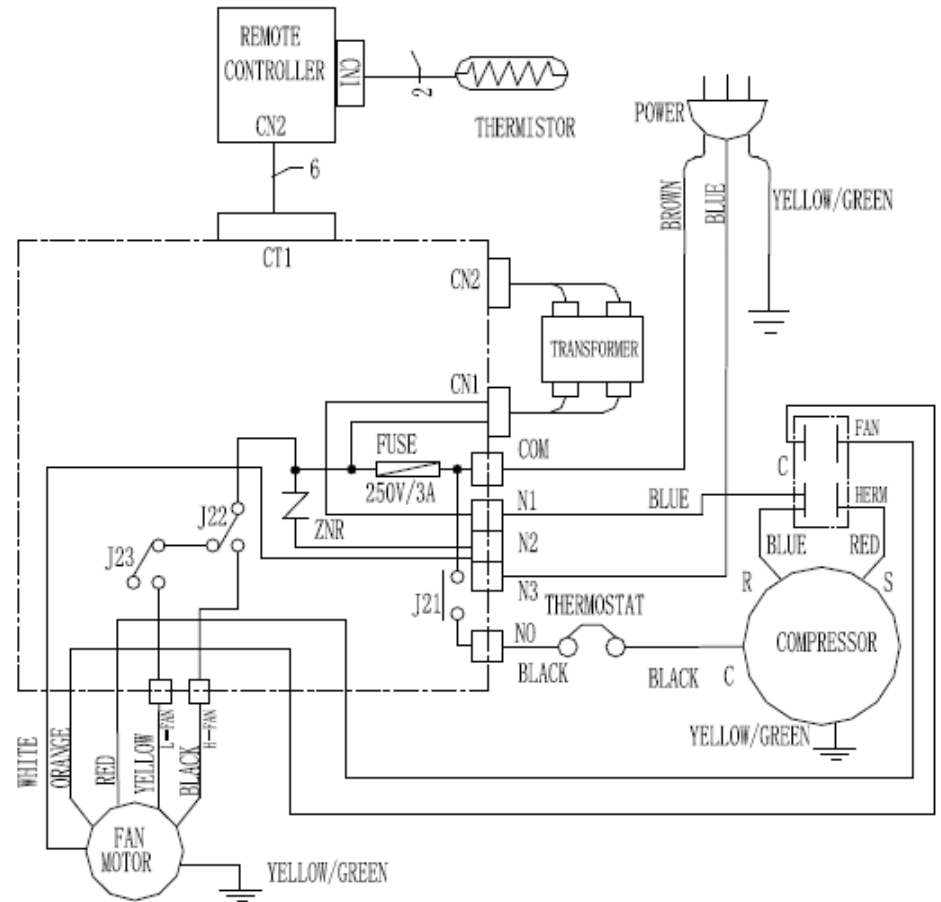 REMOTE
CONTROLLER
CN1
CN2
2
THERMISTOR
6
CT1
POWER
BROWN
BLUE
YELLOW/GREEN
CN2
TRANSFORMER
CN1
FUSE
250V/3A
COM
ZNR
N1
BLUE
N2
N3
J22
J23
J21
NO
THERMOSTAT
BLACK
BLACK
C
FAN
C
HERM
BLUE
RED
R
S
COMPRESSOR
YELLOW/GREEN
WHITE
ORANGE
RED
YELLOW
L-FAN
BLACK
H-FAN
FAN
MOTOR
YELLOW/GREEN